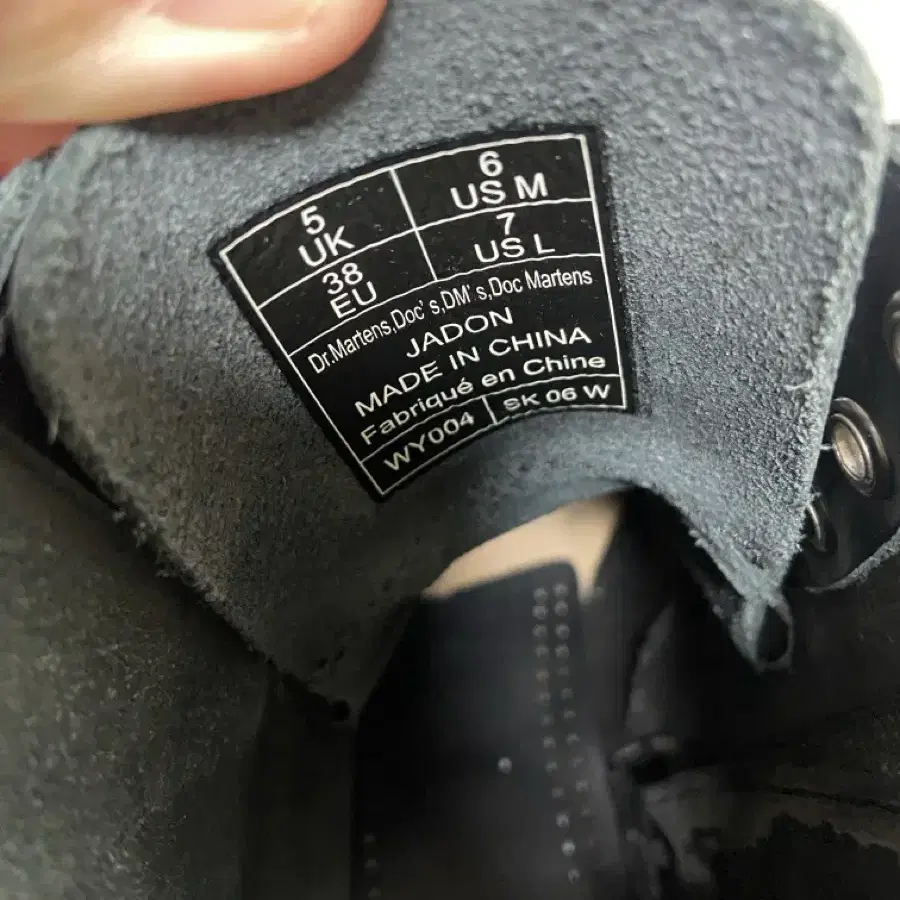 5
UK
6
US M
38
EU
7
US L
Dr.Martens,Doc's,DM's,Doc Martens
JADON
MADE IN CHINA
Fabriqué en Chine
WY004
SK 06 W